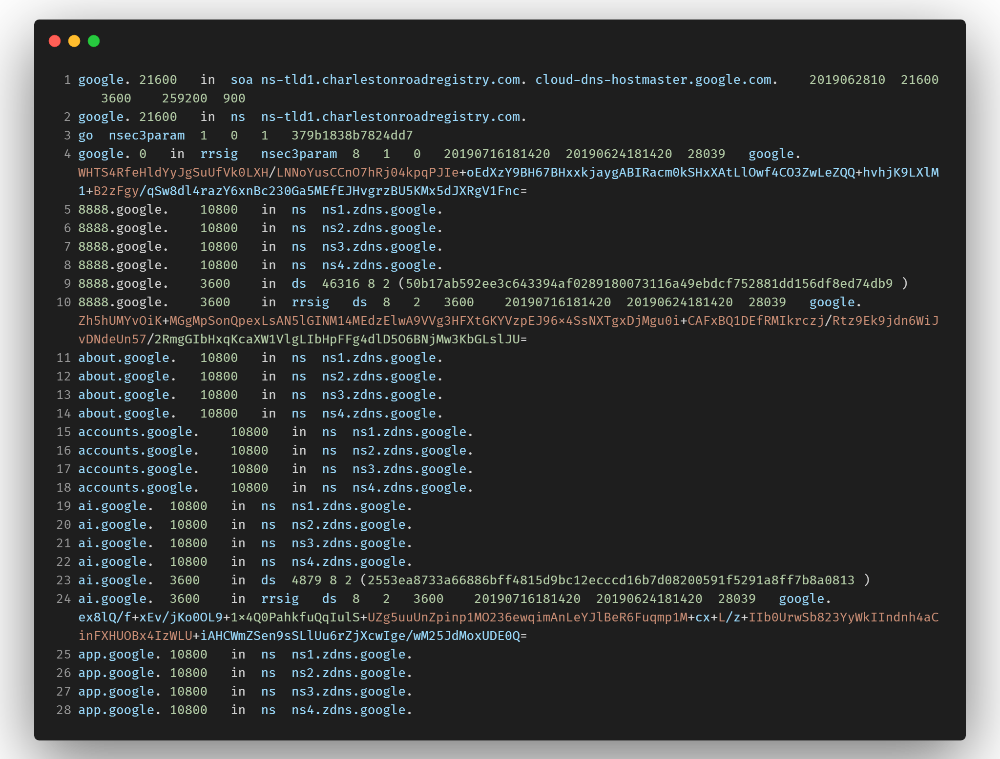 1 google. 21600 in soa ns-tld1.charlestonroadregistry.com. cloud-dns-hostmaster.google.com. 2019062810 21600
3600 259200 900
2 google. 21600 in ns ns-tld1.charlestonroadregistry.com.
3 go nsec3param 1 0 1 379b1838b7824dd7
4 google. 0 in rrsig nsec3param 8 1 0 20190716181420 20190624181420 28039 google.
WHTS4RfeHldYyJgSuUfVk0LXH/LNNoYusCCnO7hRj04kpqPJIe+oEdXzY9BH67BHxxkjaygABIRacm0kSHxXAtLlOwf4CO3ZwLeZQQ+hvhjK9LXlM
1+B2zFgy/qSw8dl4razY6xnBc230Ga5MEfEJHvgrzBU5KMx5dJXRgV1Fnc=
5 8888.google. 10800 in ns ns1.zdns.google.
6 8888.google. 10800 in ns ns2.zdns.google.
7 8888.google. 10800 in ns ns3.zdns.google.
8 8888.google. 10800 in ns ns4.zdns.google.
9 8888.google. 3600 in ds 46316 8 2 (50b17ab592ee3c643394af0289180073116a49ebdcf752881dd156df8ed74db9 )
10 8888.google. 3600 in rrsig ds 8 2 3600 20190716181420 20190624181420 28039 google.
Zh5hUMYvOiK+MGgMpSonQpexLsAN5lGINM14MEdzElwA9VVg3HFXtGKYVzpEJ96×4SsNXTgxDjMgu0i+CAFxBQ1DEfRMIkrczj/Rtz9Ek9jdn6WiJ
vDNdeUn57/2RmgGIbHxqKcaXW1VlgLIbHpFFg4dlD5O6BNjMw3KbGLslJU=
11 about.google. 10800 in ns ns1.zdns.google.
12 about.google. 10800 in ns ns2.zdns.google.
13 about.google. 10800 in ns ns3.zdns.google.
14 about.google. 10800 in ns ns4.zdns.google.
15 accounts.google. 10800 in ns ns1.zdns.google.
16 accounts.google. 10800 in ns ns2.zdns.google.
17 accounts.google. 10800 in ns ns3.zdns.google.
18 accounts.google. 10800 in ns ns4.zdns.google.
19 ai.google. 10800 in ns ns1.zdns.google.
20 ai.google. 10800 in ns ns2.zdns.google.
21 ai.google. 10800 in ns ns3.zdns.google.
22 ai.google. 10800 in ns ns4.zdns.google.
23 ai.google. 3600 in ds 4879 8 2 (2553ea8733a66886bff4815d9bc12ecccd16b7d08200591f5291a8ff7b8a0813 )
24 ai.google. 3600 in rrsig ds 8 2 3600 20190716181420 20190624181420 28039 google.
ex8lQ/f+xEv/jKo0OL9+1×4Q0PahkfuQqIulS+UZg5uuUnZpinp1MO236ewqimAnLeYJlBeR6Fuqmp1M+cx+L/z+IIb0UrwSb823YyWkIIndnh4aC
inFXHUOBx4IzWLU+iAHCWmZSen9sSLlUu6rZjXcwIge/wM25JdMoxUDE0Q=
25 app.google. 10800 in ns ns1.zdns.google.
26 app.google. 10800 in ns ns2.zdns.google.
27 app.google. 10800 in ns ns3.zdns.google.
28 app.google. 10800 in ns ns4.zdns.google.